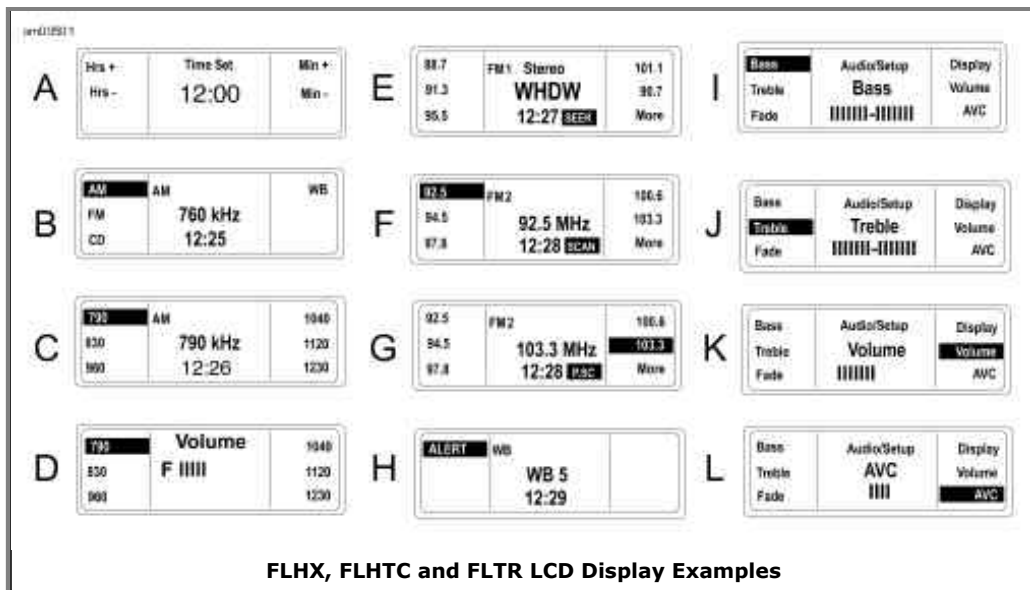 A
Hrs + Time Set Min +
Hrs - 12:00 Min -
B
AM AM WB
FM 760 kHz
CD 12:25
C
790 AM 1040
830 790 kHz 1120
960 12:26 1230
D
790 Volume 1040
830 F 1120
960 1230
E
88.7 FM1 Stereo 101.1
91.3 WHDW
95.5 12:27 SEEK More
F
92.5 FM2
94.5 92.5 MHz 103.3
97.8 12:28 SCAN More
G
92.5 FM2
94.5 103.3 MHz 103.3
97.8 12:28 P.SC More
H
ALERT WB
WB 5
12:29
I
Bass Audio/Setup Display
Treble Bass Volume
Fade AVC
J
Bass Audio/Setup Display
Treble Treble Volume
Fade AVC
K
Bass Audio/Setup Display
Treble Volume Volume
Fade AVC
L
Bass Audio/Setup Display
Treble AVC Volume
Fade AVC
FLHX, FLHTC and FLTR LCD Display Examples